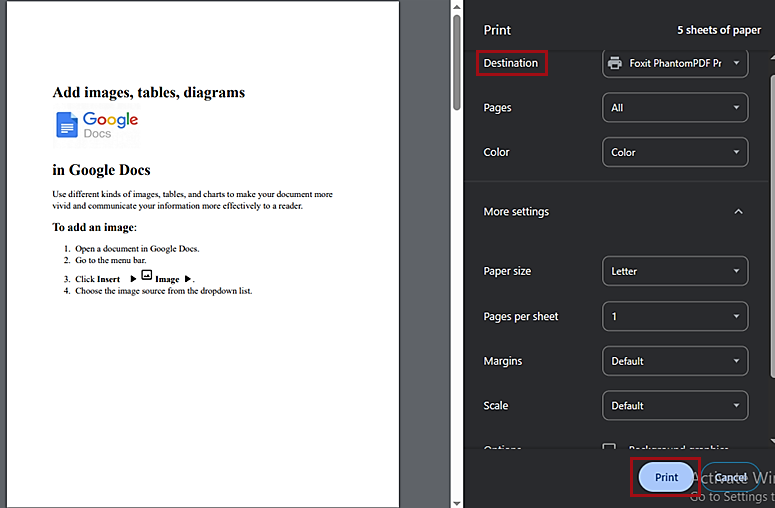 Add images, tables, diagrams
Google
Docs
in Google Docs
Use different kinds of images, tables, and charts to make your document more
vivid and communicate your information more effectively to a reader.
To add an image:
1. Open a document in Google Docs.
2. Go to the menu bar.
3. Click Insert ▶ Image ▶ .
4. Choose the image source from the dropdown list.
Print 5 sheets of paper
Destination Foxit PhantomPDF Pr
Pages All
Color Color
More settings
Paper size Letter
Pages per sheet 1
Margins Default
Scale Default
Options Background graphics
Print Cancel
Activate Win
Go to Settings t